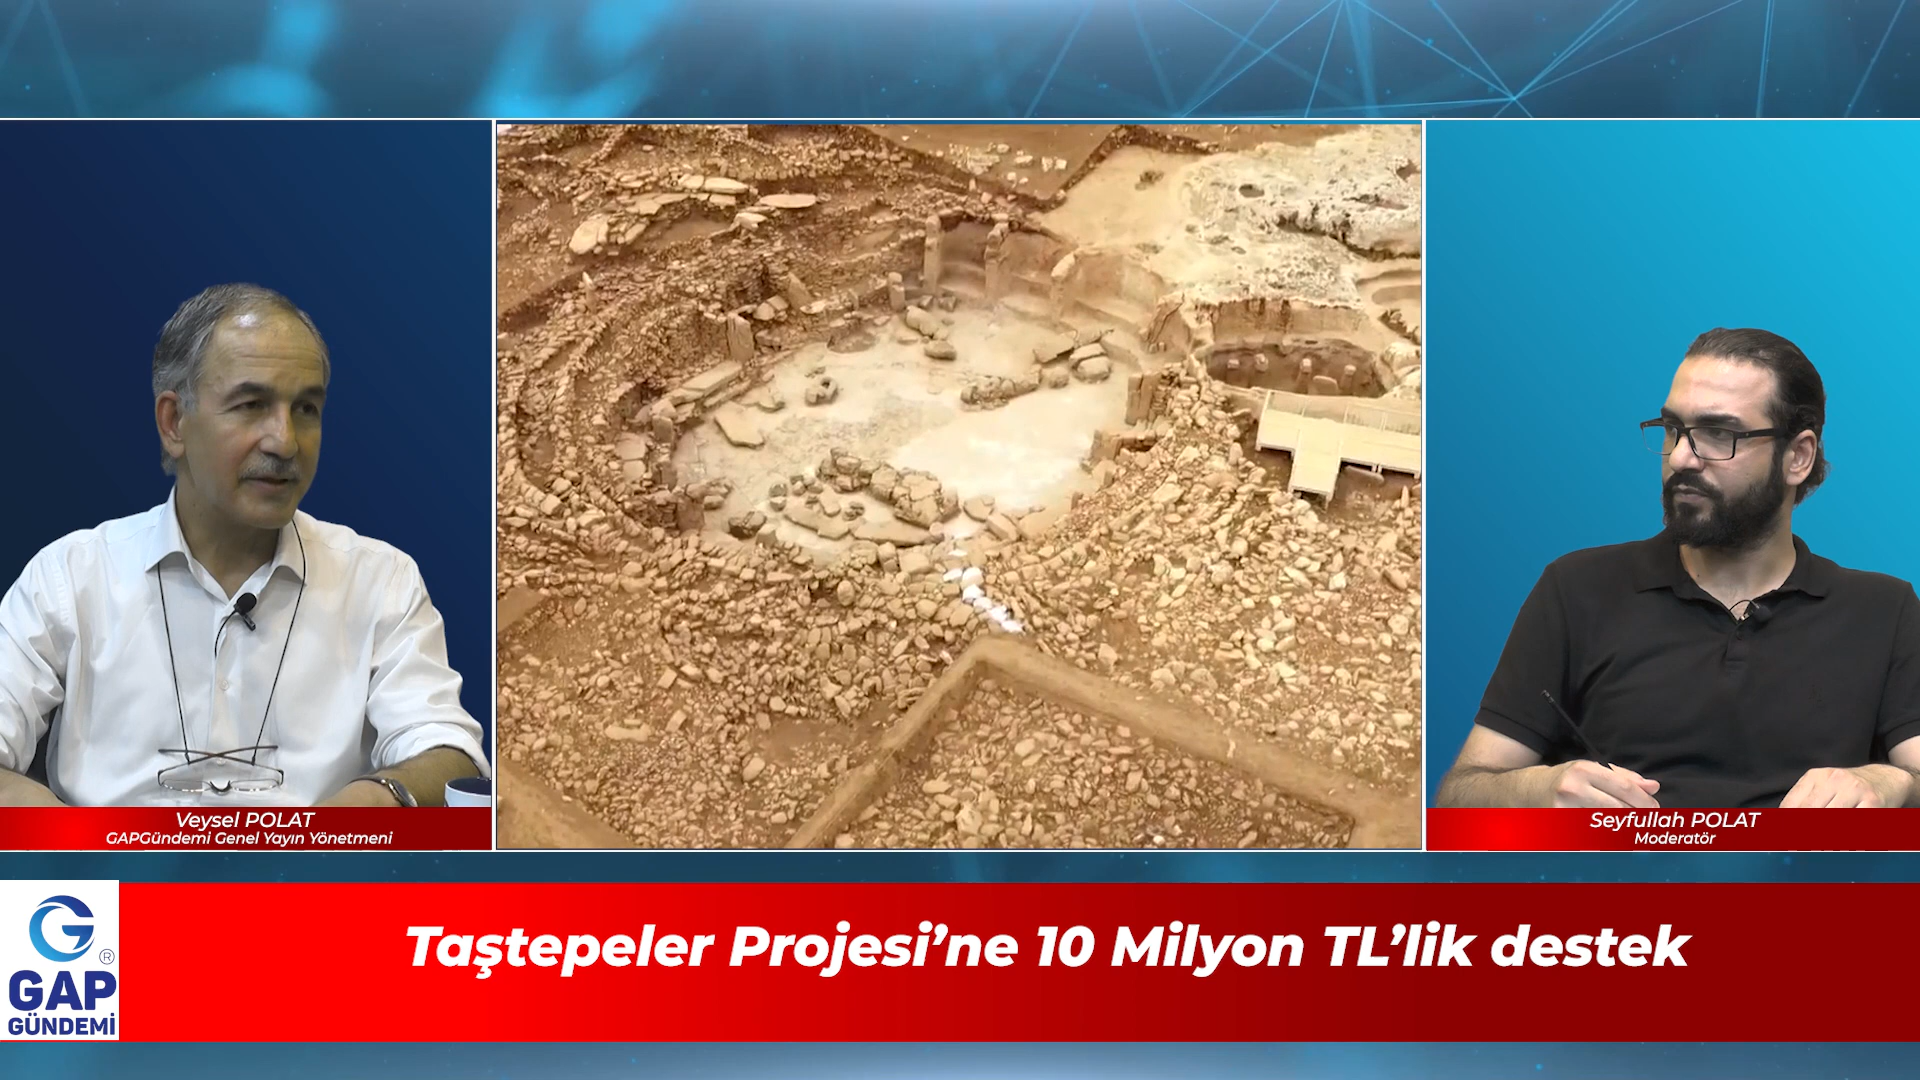 Veysel POLAT
GAPGündemi Genel Yayın Yönetmeni
Seyfullah POLAT
Moderatör
Taştepeler Projesi’ne 10 Milyon TL’lik destek
G ®
GAP
GÜNDEMİ